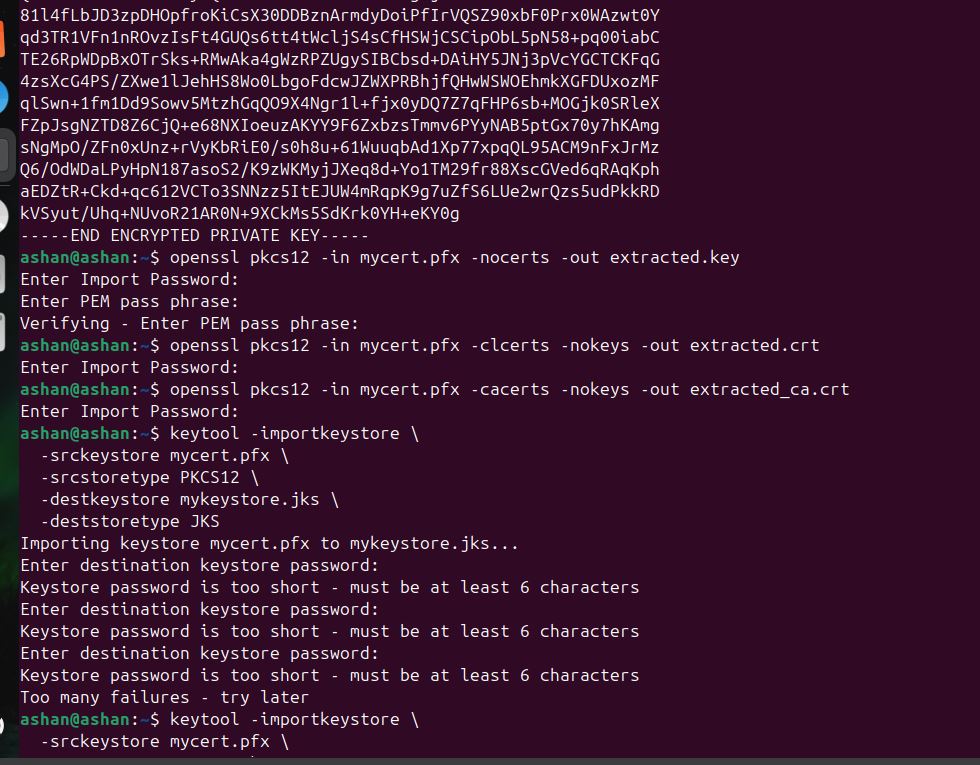 81l4fLbJD3zpDHOpfroKiCsX30DDBznArmdyDoiPfIrVQSZ90xbF0Prx0WAzwt0Y
qd3TR1VFn1nROvzIsFt4GUQs6tt4tWcljS4sCfHSWjCSCipObL5pN58+pq00iabC
TE26RpWDpBxOTrSks+RMwAka4gWzRPZUgySIBCbsd+DAiHY5JNj3pVcYGCTCKFqG
4zsXcG4PS/ZXwe1lJehHS8Wo0LbgoFdcwJZWXPRBhjfQHwWSWOEhmkXGFDUxozMF
qlSwn+1fm1Dd9Sowv5MtzhGqQO9X4Ngr1l+fjx0yDQ7Z7qFHP6sb+MOGjk0SRleX
FZpJsgNZTD8Z6CjQ+e68NXIoeuzAKYY9F6ZxbzsTmmv6PYyNAB5ptGx70y7hKAmg
sNgMpO/ZFn0xUnz+rVyKbRiE0/s0h8u+61WuuqbAd1Xp77xpqQL95ACM9nFxJrMz
Q6/OdWDaLPyHpN187asoS2/K9zWKMyjJXeq8d+Yo1TM29fr88XscGVed6qRAqKph
aEDZtR+Ckd+qc612VCTo3SNNzz5ItEJUW4mRqpK9g7uZfS6LUe2wrQzs5udPkkRD
kVSyut/Uhq+NUvoR21AR0N+9XCkMs5SdKrk0YH+eKY0g
-----END ENCRYPTED PRIVATE KEY-----
ashan@ashan:~$ openssl pkcs12 -in mycert.pfx -nocerts -out extracted.key
Enter Import Password:
Enter PEM pass phrase:
Verifying - Enter PEM pass phrase:
ashan@ashan:~$ openssl pkcs12 -in mycert.pfx -clcerts -nokeys -out extracted.crt
Enter Import Password:
ashan@ashan:~$ openssl pkcs12 -in mycert.pfx -cacerts -nokeys -out extracted_ca.crt
Enter Import Password:
ashan@ashan:~$ keytool -importkeystore \
  -srckeystore mycert.pfx \
  -srcstoretype PKCS12 \
  -destkeystore mykeystore.jks \
  -deststoretype JKS
Importing keystore mycert.pfx to mykeystore.jks...
Enter destination keystore password:
Keystore password is too short - must be at least 6 characters
Enter destination keystore password:
Keystore password is too short - must be at least 6 characters
Enter destination keystore password:
Keystore password is too short - must be at least 6 characters
Too many failures - try later
ashan@ashan:~$ keytool -importkeystore \
  -srckeystore mycert.pfx \